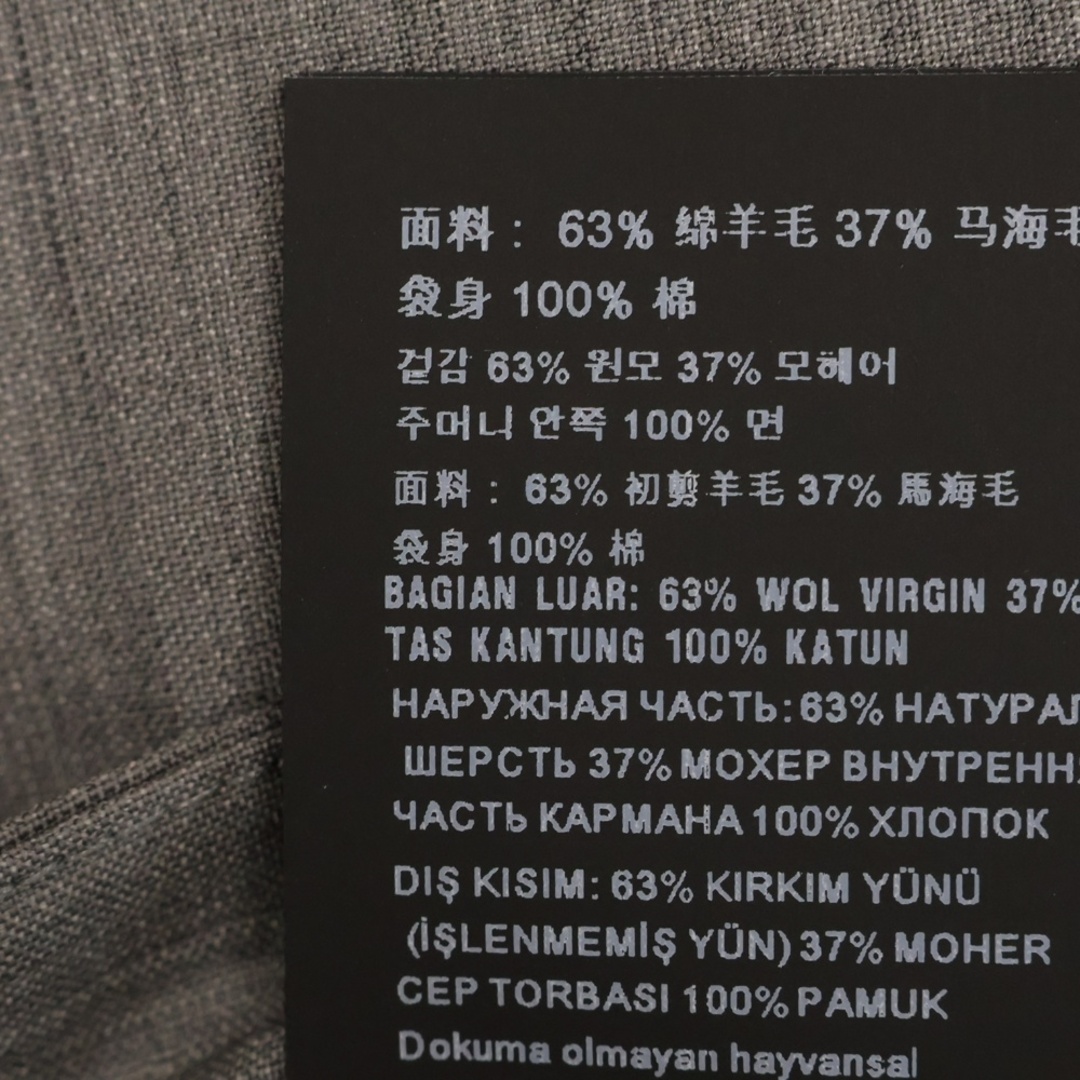 面料： 63% 绵羊毛 37% 马海毛
袋身 100% 棉
겉감 63% 원모 37% 모헤어
주머니 안쪽 100% 면
面料： 63% 初剪羊毛 37% 馬海毛
袋身 100% 棉
BAGIAN LUAR: 63% WOL VIRGIN 37%
TAS KANTUNG 100% KATUN
НАРУЖНАЯ ЧАСТЬ: 63% НАТУРАЛ
ШЕРСТЬ 37% МОХЕР ВНУТРЕНН
ЧАСТЬ КАРМАНА 100% ХЛОПОК
DIŞ KISIM: 63% KIRKIM YÜNÜ
(İŞLENMEMİŞ YÜN) 37% MOHER
CEP TORBASI 100% PAMUK
Dokuma olmayan hayvansal